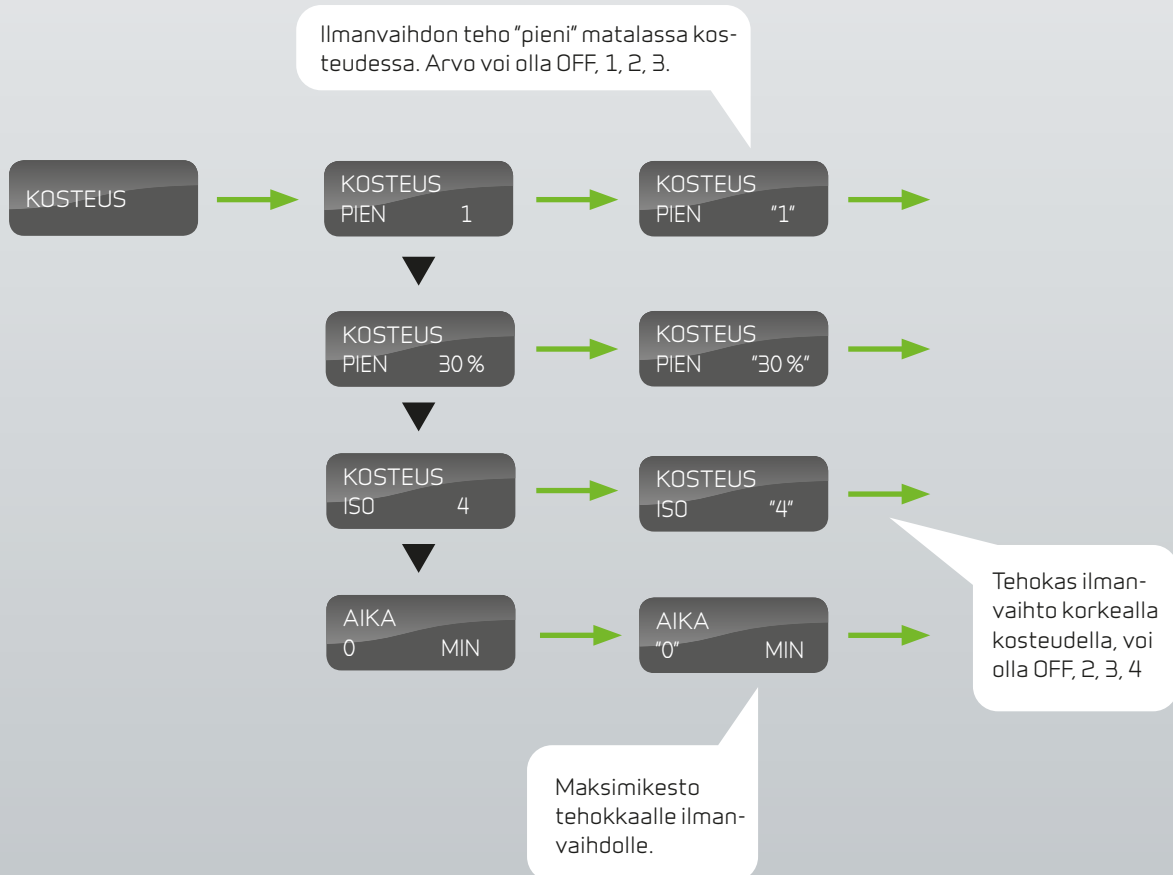 Ilmanvaihdon teho "pieni" matalassa kos-
teudessa. Arvo voi olla OFF, 1, 2, 3.
KOSTEUS
KOSTEUS
PIEN 1
KOSTEUS
PIEN "1"
KOSTEUS
PIEN 30 %
KOSTEUS
PIEN "30 %"
KOSTEUS
ISO 4
KOSTEUS
ISO "4"
Tehokas ilman-
vaihto korkealla
kosteudella, voi
olla OFF, 2, 3, 4
AIKA
0 MIN
AIKA
"0" MIN
Maksimikesto
tehokkaalle ilman-
vaihdolle.